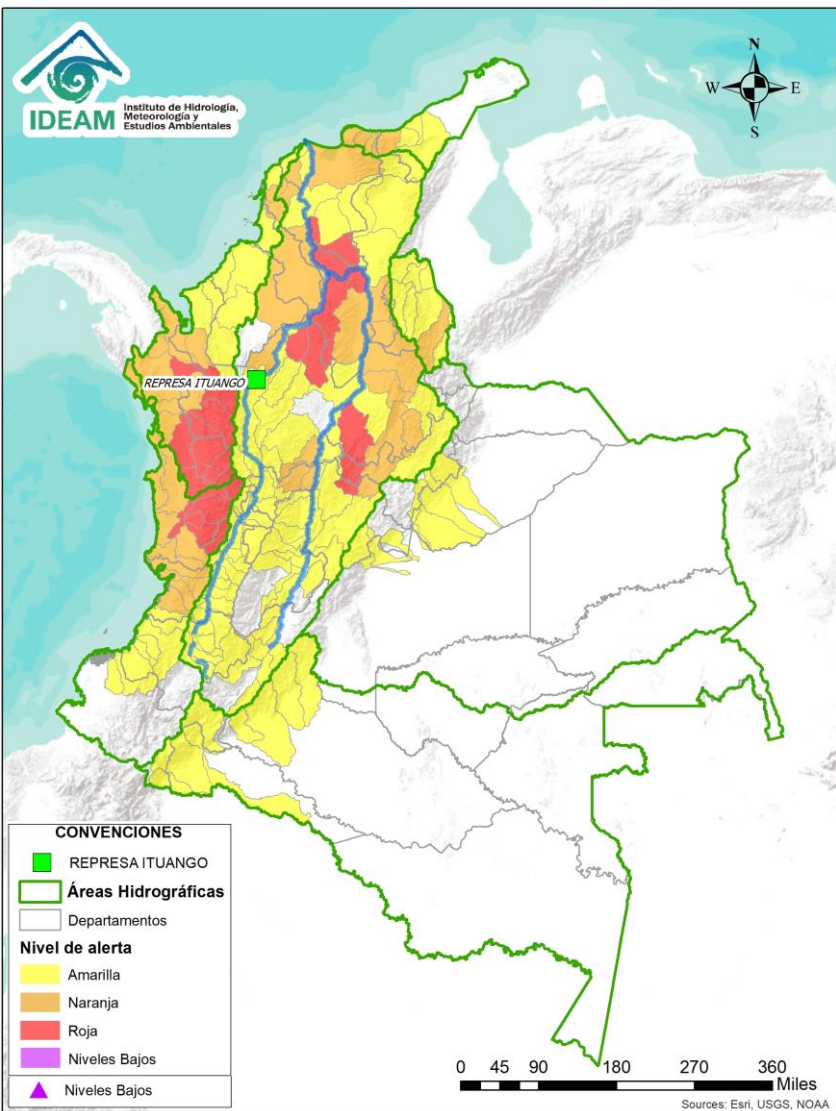 IDEAM
Instituto de Hidrología,
Meteorología y
Estudios Ambientales
N
W E
S
REPRESA ITUANGO
CONVENCIONES
REPRESA ITUANGO
Áreas Hidrográficas
Departamentos
Nivel de alerta
Amarilla
Naranja
Roja
Niveles Bajos
Niveles Bajos
0 45 90 180 270 360
Miles
Sources: Esri, USGS, NOAA